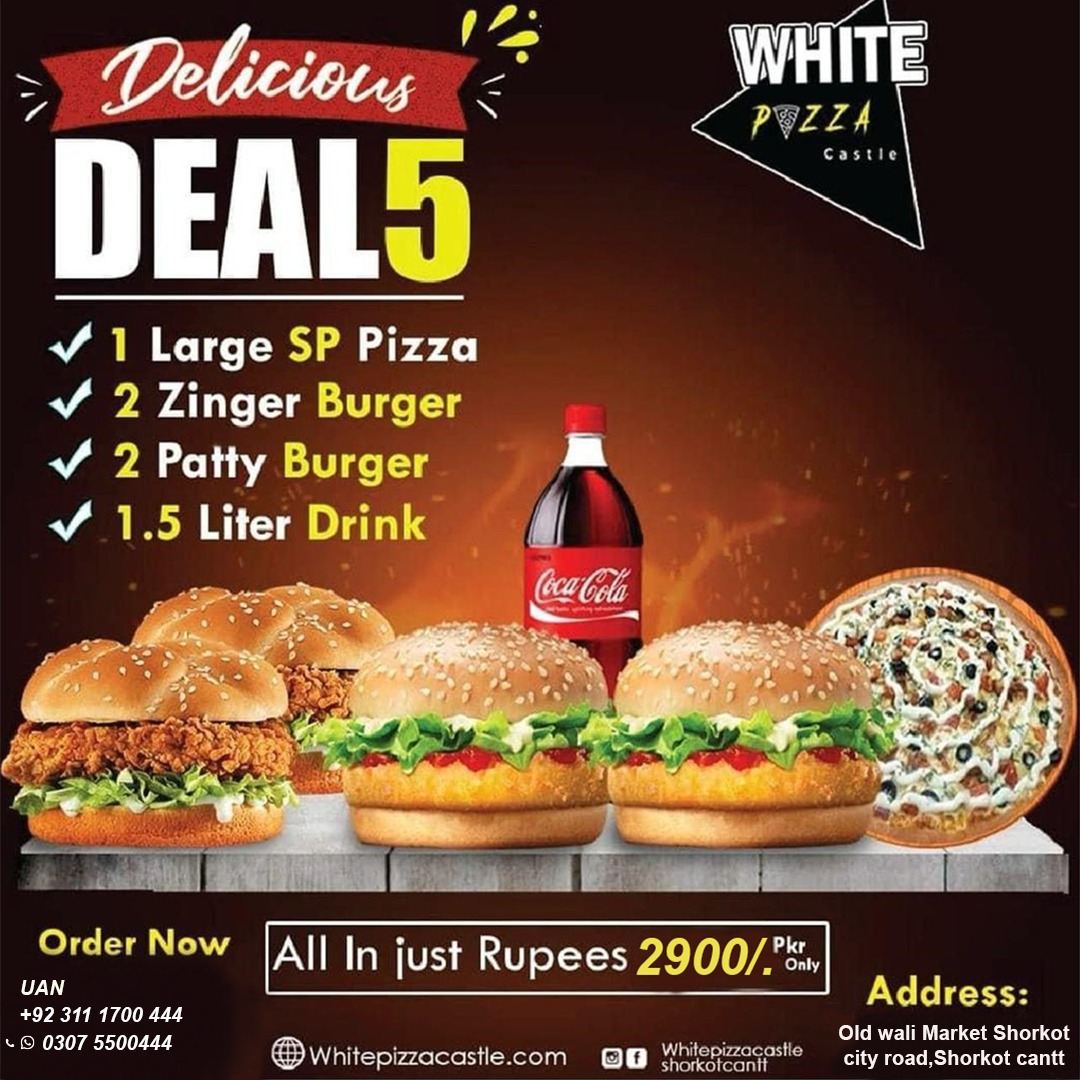 Delicious
DEAL5
WHITE
PIZZA
Castle
1 Large SP Pizza
2 Zinger Burger
2 Patty Burger
1.5 Liter Drink
Coca-Cola
Order Now
All In just Rupees 2900/. Pkr Only
UAN
+92 311 1700 444
0307 5500444
Whitepizzacastle.com
Whitepizzacastle
shorkotcantt
Address:
Old wali Market Shorkot
city road,Shorkot cantt